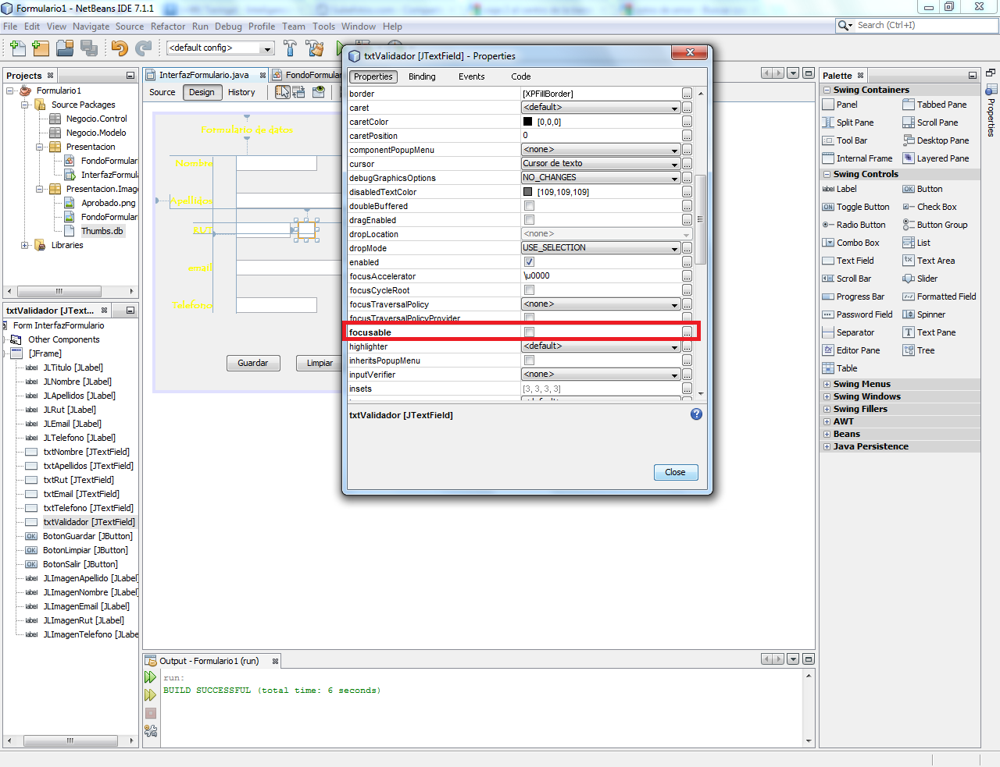 Formulario1 - NetBeans IDE 7.1.1
File Edit View Navigate Source Refactor Run Debug Profile Team Tools Window Help
Search (Ctrl+I)
<default config>
Projects
Formulario1
Source Packages
Negocio.Control
Negocio.Modelo
Presentacion
FondoFormular
InterfazFormula
Presentacion.Image
Aprobado.png
FondoFormular
Thumbs.db
Libraries
txtValidador [JText...
Form InterfazFormulario
Other Components
[JFrame]
JLTitulo [JLabel]
JLNombre [JLabel]
JLApellidos [JLabel]
JLRut [JLabel]
JLEmail [JLabel]
JLTelefono [JLabel]
txtNombre [JTextField]
txtApellidos [JTextField]
txtRut [JTextField]
txtEmail [JTextField]
txtTelefono [JTextField]
txtValidador [JTextField]
OK BotonGuardar [JButton]
OK BotonLimpiar [JButton]
OK BotonSalir [JButton]
JLImagenApellido [JLabel]
JLImagenNombre [JLabel]
JLImagenEmail [JLabel]
JLImagenRut [JLabel]
JLImagenTelefono [JLabe
InterfazFormulario.java
FondoFormular
Source Design History
Formulario de datos
Nombre
Apellidos
RUT
email
Telefono
Guardar
Limpiar
txtValidador [JTextField] - Properties
Properties Binding Events Code
border [XPFillBorder]
caret <default>
caretColor [0,0,0]
caretPosition 0
componentPopupMenu <none>
cursor Cursor de texto
debugGraphicsOptions NO_CHANGES
disabledTextColor [109,109,109]
doubleBuffered
dragEnabled
dropLocation <none>
dropMode USE_SELECTION
enabled
focusAccelerator \u0000
focusCycleRoot
focusTraversalPolicy <none>
focusTraversalPolicyProvider
focusable
highlighter <default>
inheritsPopupMenu
inputVerifier <none>
insets [3, 3, 3, 3]
txtValidador [JTextField]
Close
Output - Formulario1 (run)
run:
BUILD SUCCESSFUL (total time: 6 seconds)
Palette
Swing Containers
Panel Tabbed Pane
Split Pane Scroll Pane
Tool Bar Desktop Pane
Internal Frame Layered Pane
Swing Controls
label Label OK Button
ON Toggle Button Check Box
Radio Button Button Group
Combo Box List
Text Field Text Area
Scroll Bar Slider
Progress Bar Formatted Field
Password Field Spinner
Separator Text Pane
Editor Pane Tree
Table
Swing Menus
Swing Windows
Swing Fillers
AWT
Beans
Java Persistence
Properties